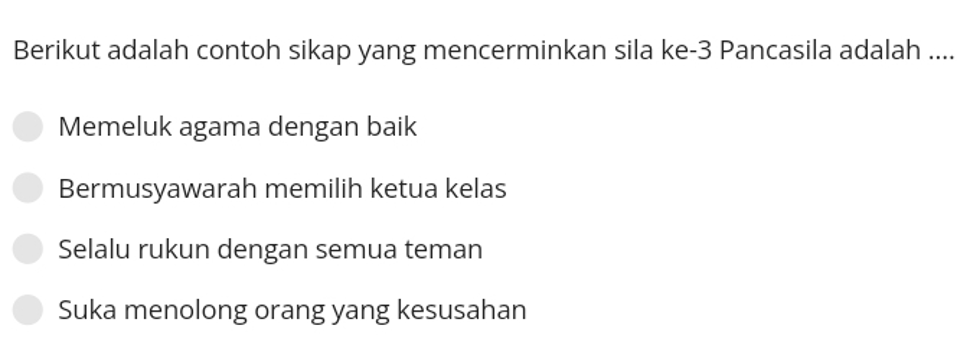 Berikut adalah contoh sikap yang mencerminkan sila ke-3 Pancasila adalah ....
Memeluk agama dengan baik
Bermusyawarah memilih ketua kelas
Selalu rukun dengan semua teman
Suka menolong orang yang kesusahan